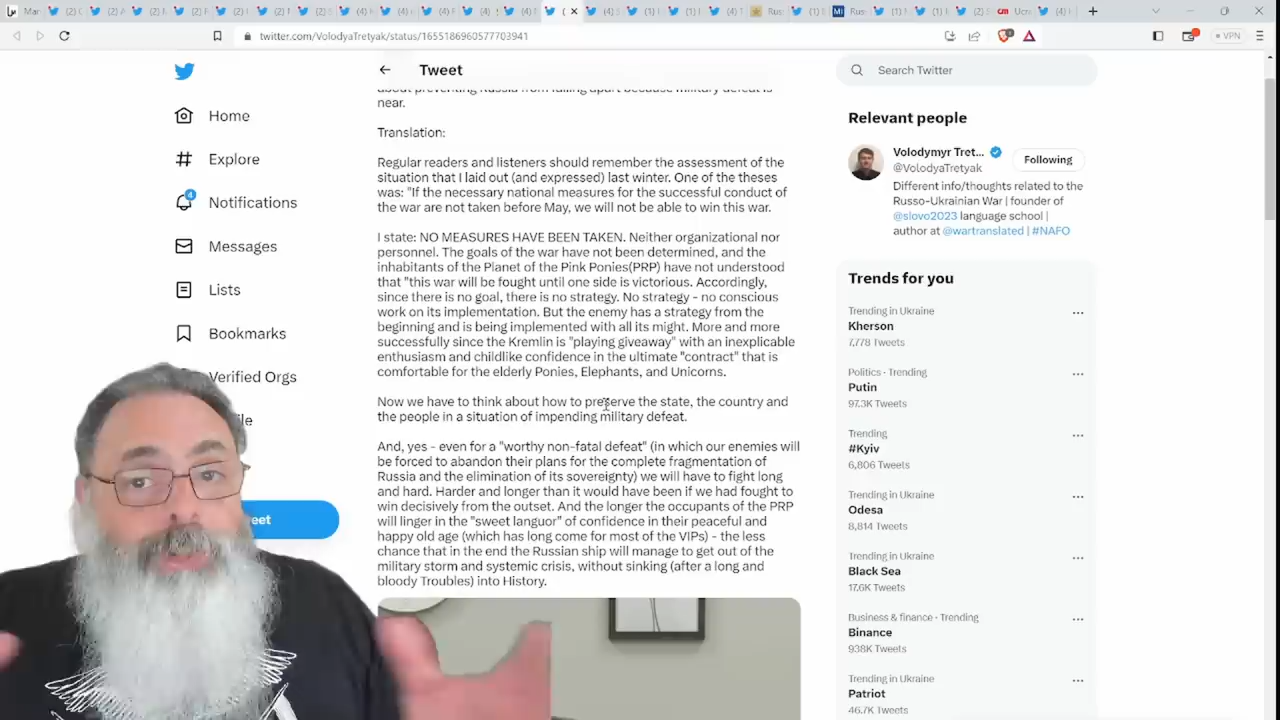 twitter.com/VolodyaTretyak/status/1655186960577703941
VPN
Tweet
Search Twitter
Home
Explore
4
Notifications
Messages
Lists
Bookmarks
Verified Orgs
about preventing Russia from falling apart because military defeat is
near.
Translation:
Regular readers and listeners should remember the assessment of the
situation that I laid out (and expressed) last winter. One of the theses
was: "If the necessary national measures for the successful conduct of
the war are not taken before May, we will not be able to win this war.
I state: NO MEASURES HAVE BEEN TAKEN. Neither organizational nor
personnel. The goals of the war have not been determined, and the
inhabitants of the Planet of the Pink Ponies(PRP) have not understood
that "this war will be fought until one side is victorious. Accordingly,
since there is no goal, there is no strategy. No strategy - no conscious
work on its implementation. But the enemy has a strategy from the
beginning and is being implemented with all its might. More and more
successfully since the Kremlin is "playing giveaway" with an inexplicable
enthusiasm and childlike confidence in the ultimate "contract" that is
comfortable for the elderly Ponies, Elephants, and Unicorns.
Now we have to think about how to preserve the state, the country and
the people in a situation of impending military defeat.
And, yes - even for a "worthy non-fatal defeat" (in which our enemies will
be forced to abandon their plans for the complete fragmentation of
Russia and the elimination of its sovereignty) we will have to fight long
and hard. Harder and longer than it would have been if we had fought to
win decisively from the outset. And the longer the occupants of the PRP
will linger in the "sweet languor" of confidence in their peaceful and
happy old age (which has long come for most of the VIPs) - the less
chance that in the end the Russian ship will manage to get out of the
military storm and systemic crisis, without sinking (after a long and
bloody Troubles) into History.
Relevant people
Volodymyr Tret...
@VolodyaTretyak
Following
Different info/thoughts related to the
Russo-Ukrainian War | founder of
@slovo2023 language school |
author at @wartranslated | #NAFO
Trends for you
Trending in Ukraine
Kherson
7,778 Tweets
Politics · Trending
Putin
97.3K Tweets
Trending
#Kyiv
6,806 Tweets
Trending in Ukraine
Odesa
8,814 Tweets
Trending in Ukraine
Black Sea
17.6K Tweets
Business & finance · Trending
Binance
938K Tweets
Trending in Ukraine
Patriot
46.7K Tweets